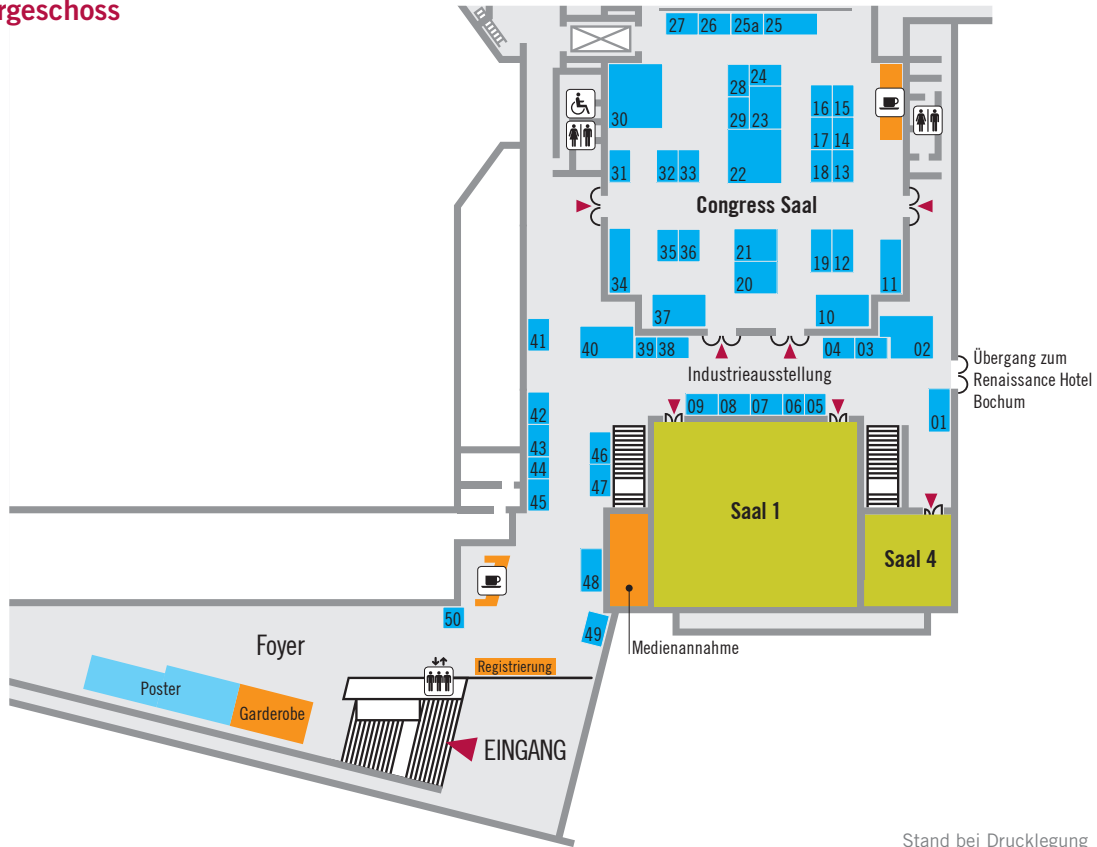 rgeschoss
27 26 25a 25
30
28 24
29 23
16 15
17 14
31 32 33 22 18 13
Congress Saal
35 36 21
34 20 19 12 11
37 10
41 40 39 38 04 03 02
Industrieausstellung
Übergang zum
Renaissance Hotel
Bochum
09 08 07 06 05
42 01
43 46
44
45 47
Saal 1
Saal 4
48
50 49
Medienannahme
Foyer
Registrierung
Poster
Garderobe
EINGANG
Stand bei Drucklegung